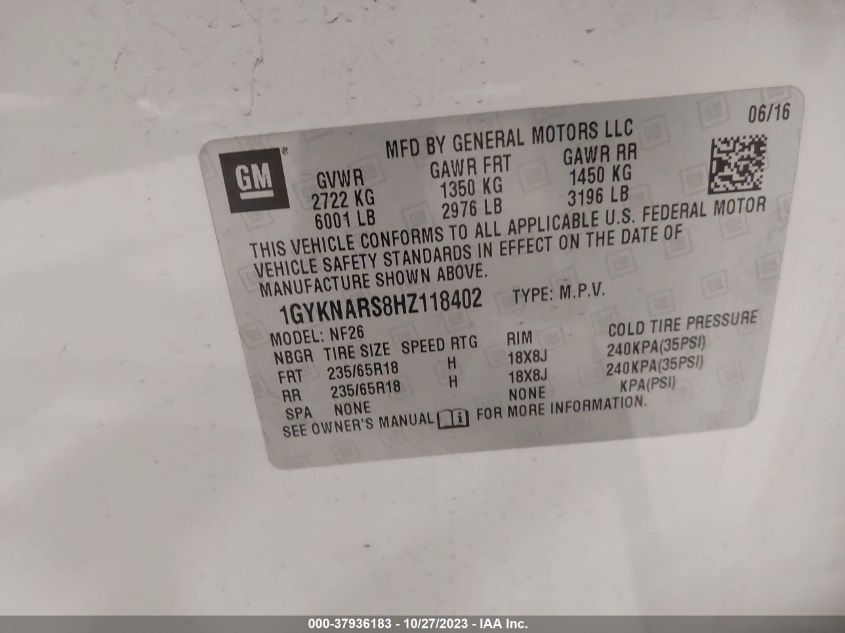 06/16
MFD BY GENERAL MOTORS LLC
GM®
GVWR GAWR FRT GAWR RR
2722 KG 1350 KG 1450 KG
6001 LB 2976 LB 3196 LB
THIS VEHICLE CONFORMS TO ALL APPLICABLE U.S. FEDERAL MOTOR
VEHICLE SAFETY STANDARDS IN EFFECT ON THE DATE OF
MANUFACTURE SHOWN ABOVE.
1GYKNARS8HZ118402 TYPE: M.P.V.
MODEL: NF26
NBGR TIRE SIZE SPEED RTG RIM COLD TIRE PRESSURE
FRT 235/65R18 H 18X8J 240KPA(35PSI)
RR 235/65R18 H 18X8J 240KPA(35PSI)
SPA NONE NONE KPA(PSI)
SEE OWNER'S MANUAL FOR MORE INFORMATION.
000-37936183 - 10/27/2023 - IAA Inc.